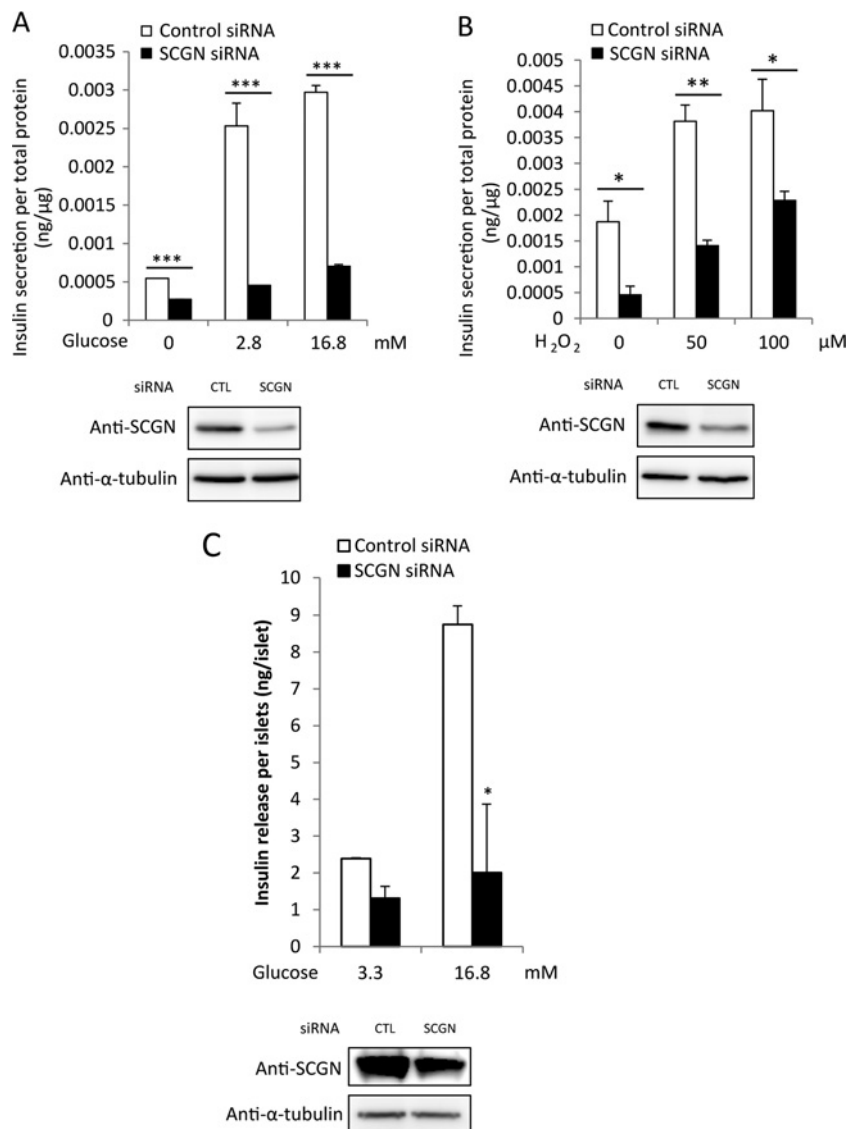 A
Control siRNA
SCGN siRNA
Insulin secretion per total protein
(ng/µg)
0.0035
0.003
0.0025
0.002
0.0015
0.001
0.0005
0
***
***
***
Glucose 0 2.8 16.8 mM
siRNA CTL SCGN
Anti-SCGN
Anti-α-tubulin
B
Control siRNA
SCGN siRNA
Insulin secretion per total protein
(ng/µg)
0.005
0.0045
0.004
0.0035
0.003
0.0025
0.002
0.0015
0.001
0.0005
0
*
**
*
H₂O₂ 0 50 100 µM
siRNA CTL SCGN
Anti-SCGN
Anti-α-tubulin
C
Control siRNA
SCGN siRNA
Insulin release per islets (ng/islet)
10
9
8
7
6
5
4
3
2
1
0
*
Glucose 3.3 16.8 mM
siRNA CTL SCGN
Anti-SCGN
Anti-α-tubulin